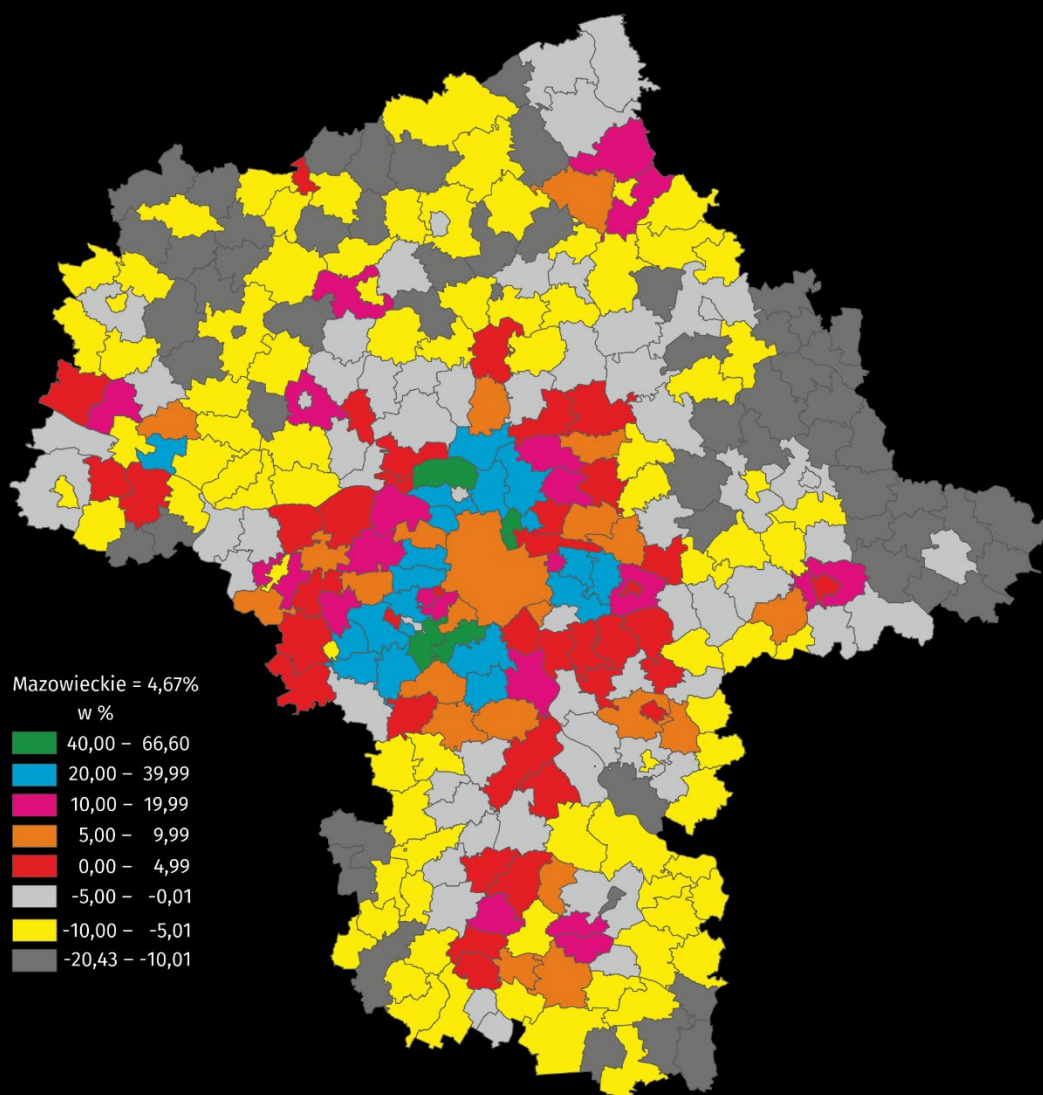 Mazowieckie = 4,67%
w %
40,00 – 66,60
20,00 – 39,99
10,00 – 19,99
5,00 – 9,99
0,00 – 4,99
-5,00 – -0,01
-10,00 – -5,01
-20,43 – -10,01